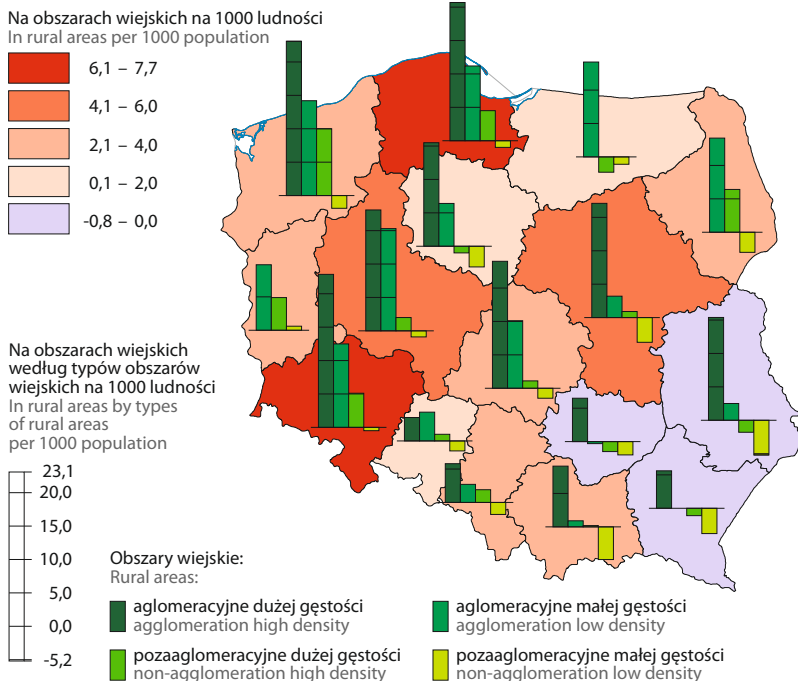 Na obszarach wiejskich na 1000 ludności
In rural areas per 1000 population
6,1 – 7,7
4,1 – 6,0
2,1 – 4,0
0,1 – 2,0
-0,8 – 0,0
Na obszarach wiejskich
według typów obszarów
wiejskich na 1000 ludności
In rural areas by types
of rural areas
per 1000 population
23,1
20,0
15,0
10,0
5,0
0,0
-5,2
Obszary wiejskie:
Rural areas:
aglomeracyjne dużej gęstości
agglomeration high density
aglomeracyjne małej gęstości
agglomeration low density
pozaaglomeracyjne dużej gęstości
non-agglomeration high density
pozaaglomeracyjne małej gęstości
non-agglomeration low density